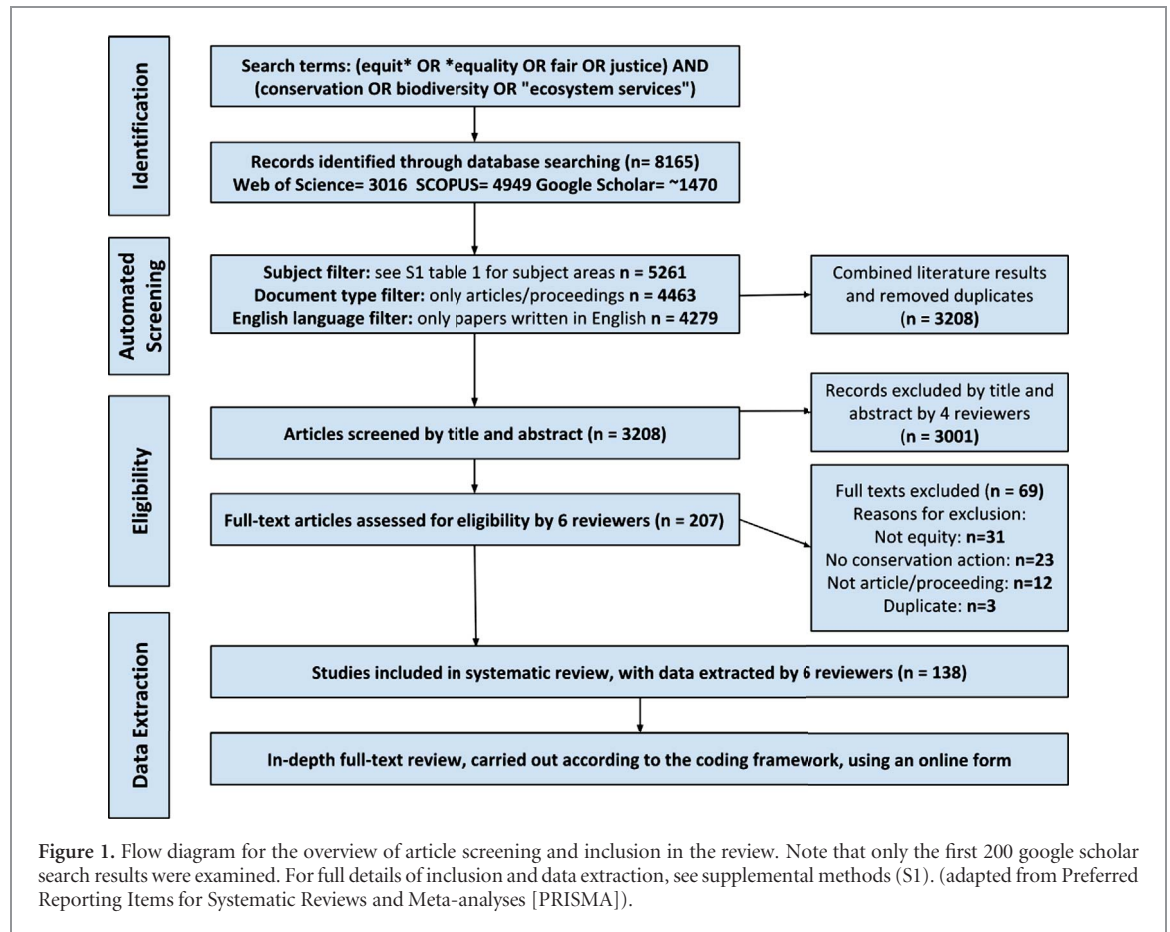 Identification
Search terms: (equit* OR *equality OR fair OR justice) AND
(conservation OR biodiversity OR "ecosystem services")
Records identified through database searching (n= 8165)
Web of Science= 3016 SCOPUS= 4949 Google Scholar= ~1470
Automated
Screening
Subject filter: see S1 table 1 for subject areas n = 5261
Document type filter: only articles/proceedings n = 4463
English language filter: only papers written in English n = 4279
Combined literature results
and removed duplicates
(n = 3208)
Eligibility
Articles screened by title and abstract (n = 3208)
Records excluded by title and
abstract by 4 reviewers
(n = 3001)
Full-text articles assessed for eligibility by 6 reviewers (n = 207)
Full texts excluded (n = 69)
Reasons for exclusion:
Not equity: n=31
No conservation action: n=23
Not article/proceeding: n=12
Duplicate: n=3
Data Extraction
Studies included in systematic review, with data extracted by 6 reviewers (n = 138)
In-depth full-text review, carried out according to the coding framework, using an online form
Figure 1. Flow diagram for the overview of article screening and inclusion in the review. Note that only the first 200 google scholar
search results were examined. For full details of inclusion and data extraction, see supplemental methods (S1). (adapted from Preferred
Reporting Items for Systematic Reviews and Meta-analyses [PRISMA]).